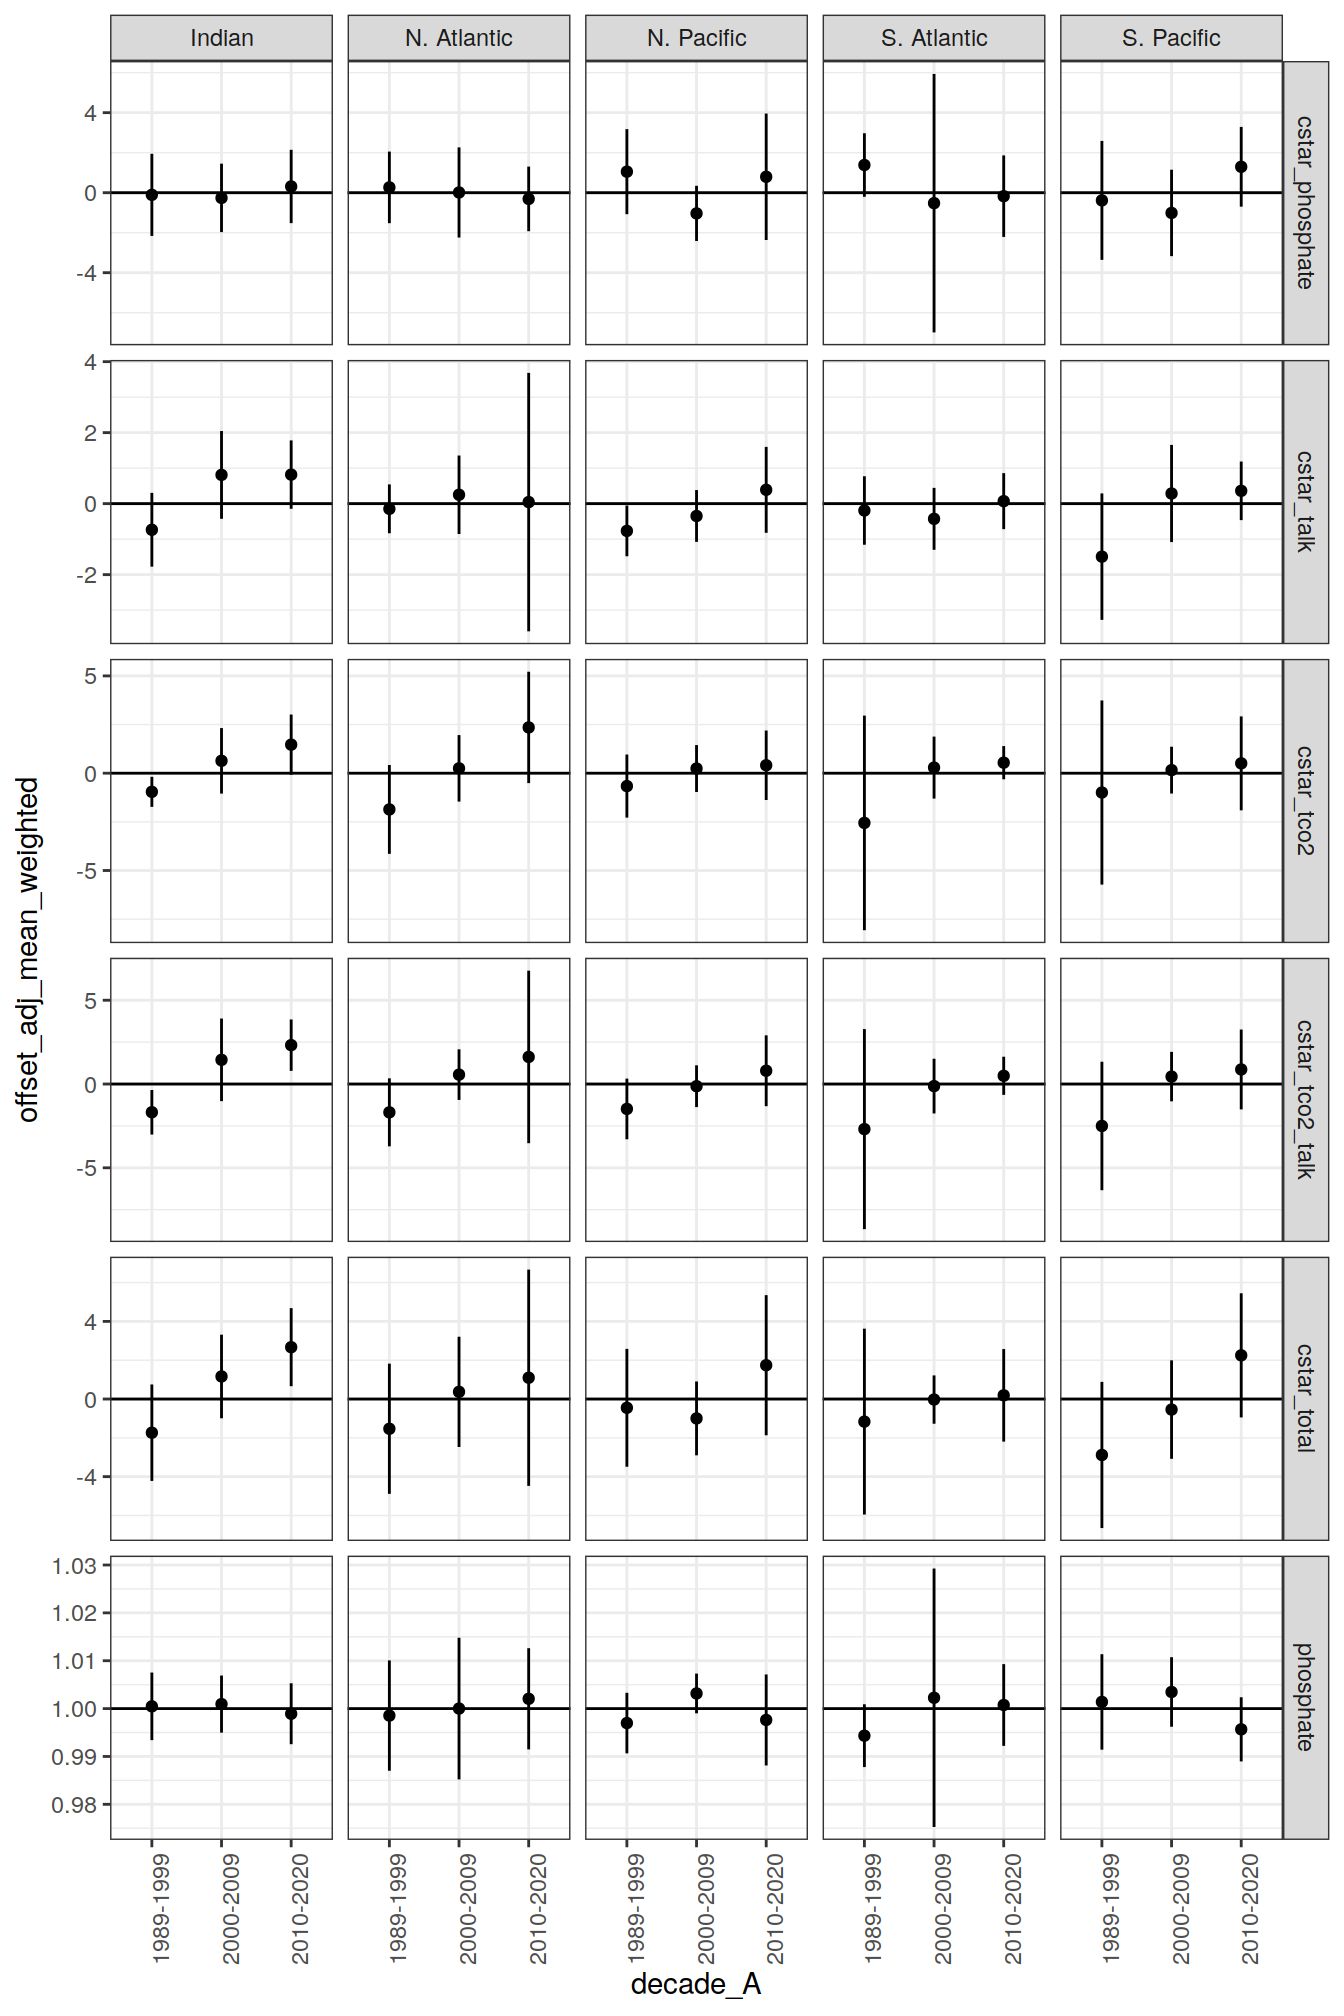 Indian
N. Atlantic
N. Pacific
S. Atlantic
S. Pacific
offset_adj_mean_weighted
4
0
-4
cstar_phosphate
4
2
0
-2
cstar_talk
5
0
-5
cstar_tco2
5
0
-5
cstar_tco2_talk
4
0
-4
cstar_total
1.03
1.02
1.01
1.00
0.99
0.98
phosphate
1989-1999
2000-2009
2010-2020
1989-1999
2000-2009
2010-2020
1989-1999
2000-2009
2010-2020
1989-1999
2000-2009
2010-2020
1989-1999
2000-2009
2010-2020
decade_A